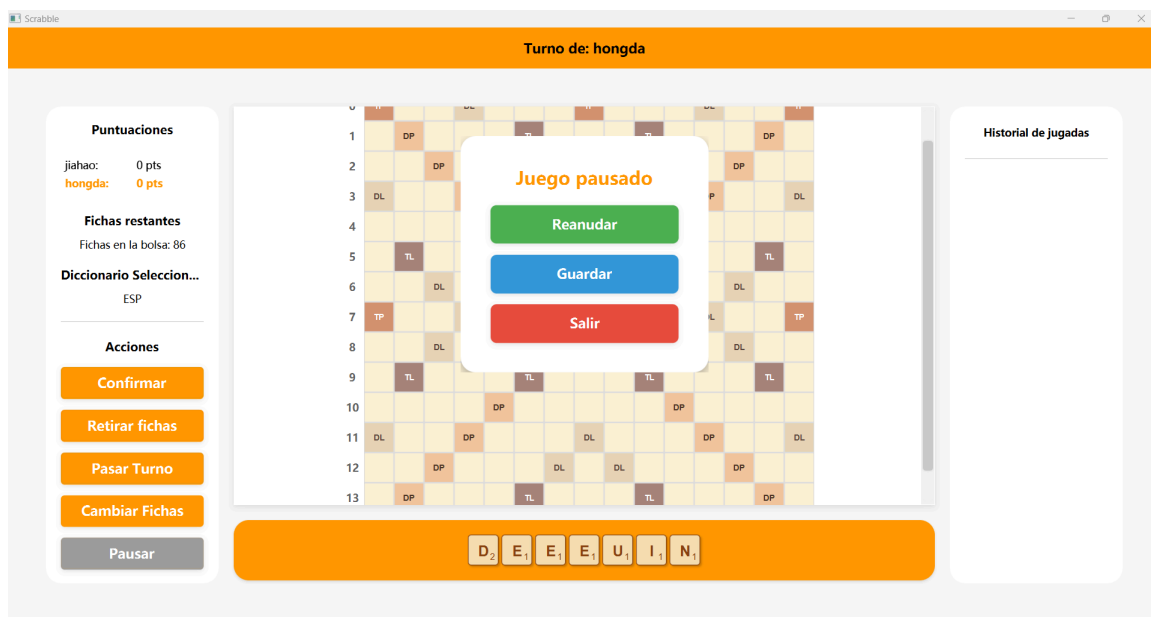 Scrabble
Turno de: hongda
Puntuaciones
jiahao: 0 pts
hongda: 0 pts
Fichas restantes
Fichas en la bolsa: 86
Diccionario Seleccion...
ESP
Acciones
Confirmar
Retirar fichas
Pasar Turno
Cambiar Fichas
Pausar
1 DP TL TL DP
2 DP DP
3 DL DL
4
5 TL TL
6 DL DL
7 TP TP
8 DL DL
9 TL TL TL TL
10 DP DP
11 DL DP DL DP DL
12 DP DL DL DP
13 DP TL TL DP
Juego pausado
Reanudar
Guardar
Salir
D2 E1 E1 E1 U1 I1 N1
Historial de jugadas